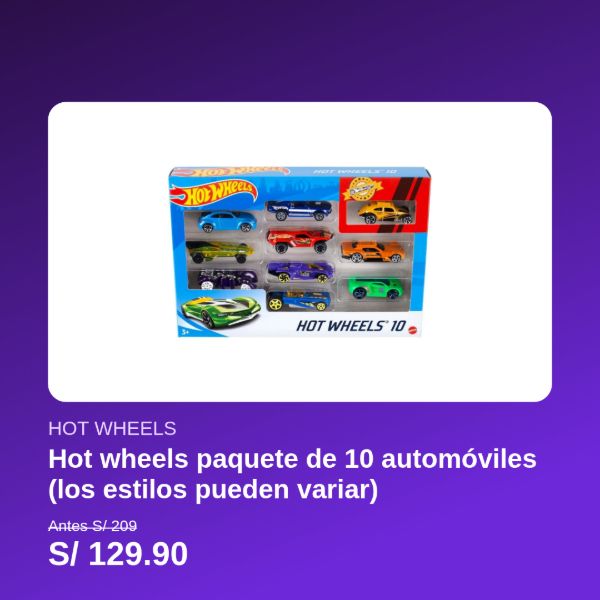 HOT WHEELS 10
Hot Wheels
HOT WHEELS® 10
3+
HOT WHEELS
Hot wheels paquete de 10 automóviles
(los estilos pueden variar)
Antes S/ 209
S/ 129.90